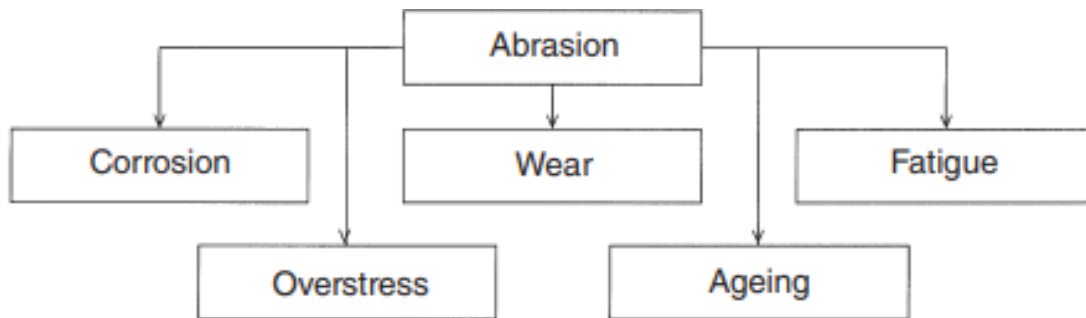 Abrasion
Corrosion
Wear
Fatigue
Overstress
Ageing